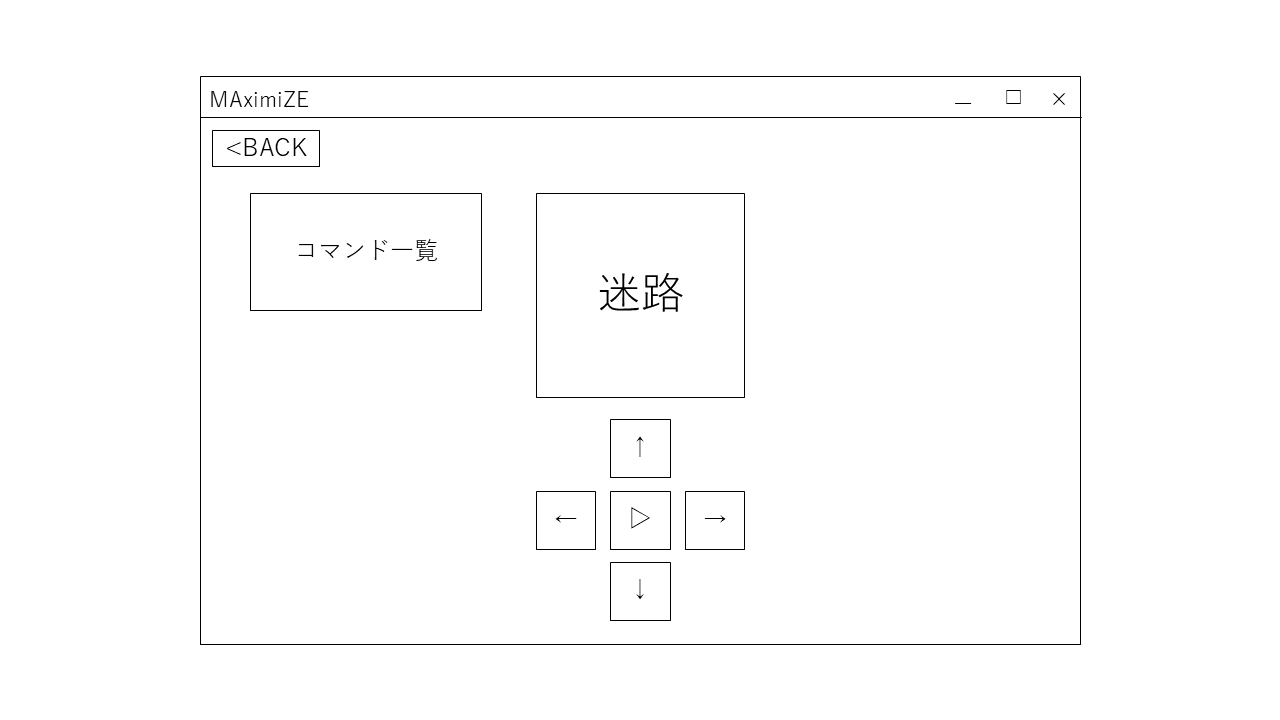 MAximiZE
<BACK
コマンド一覧
迷路
↑
← ▷ →
↓